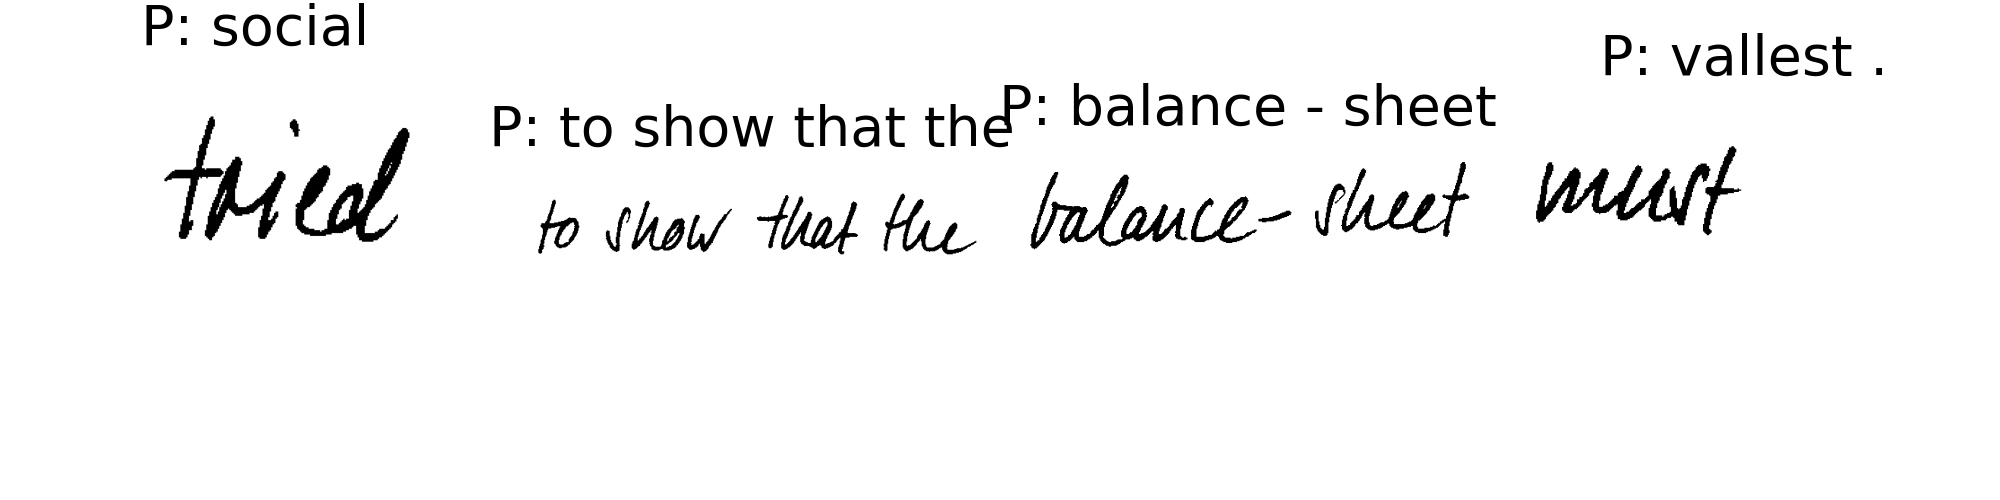 P: social P: to show that the P: balance - sheet P: vallest .
tried to show that the balance-sheet must